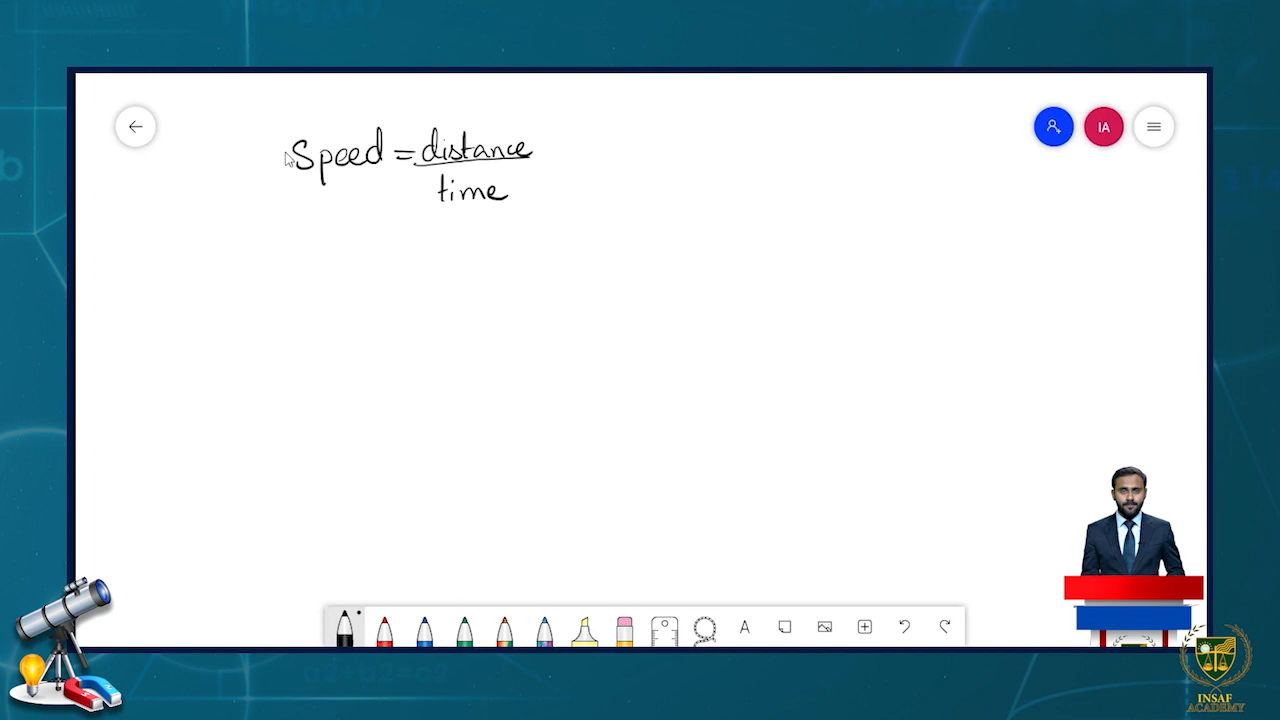 Speed = distance
time
IA
A
INSAF
ACADEMY